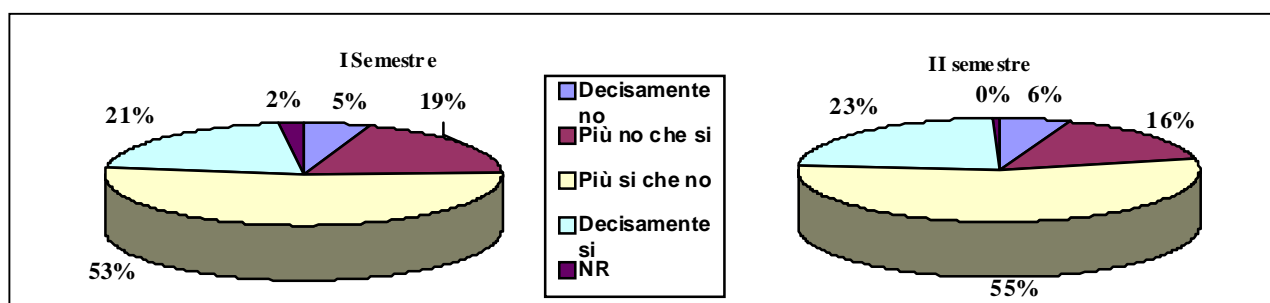 I Semestre
2%
5%
19%
21%
53%
Decisamente
no
Più no che si
Più si che no
Decisamente
si
NR
II semestre
0%
6%
23%
16%
55%